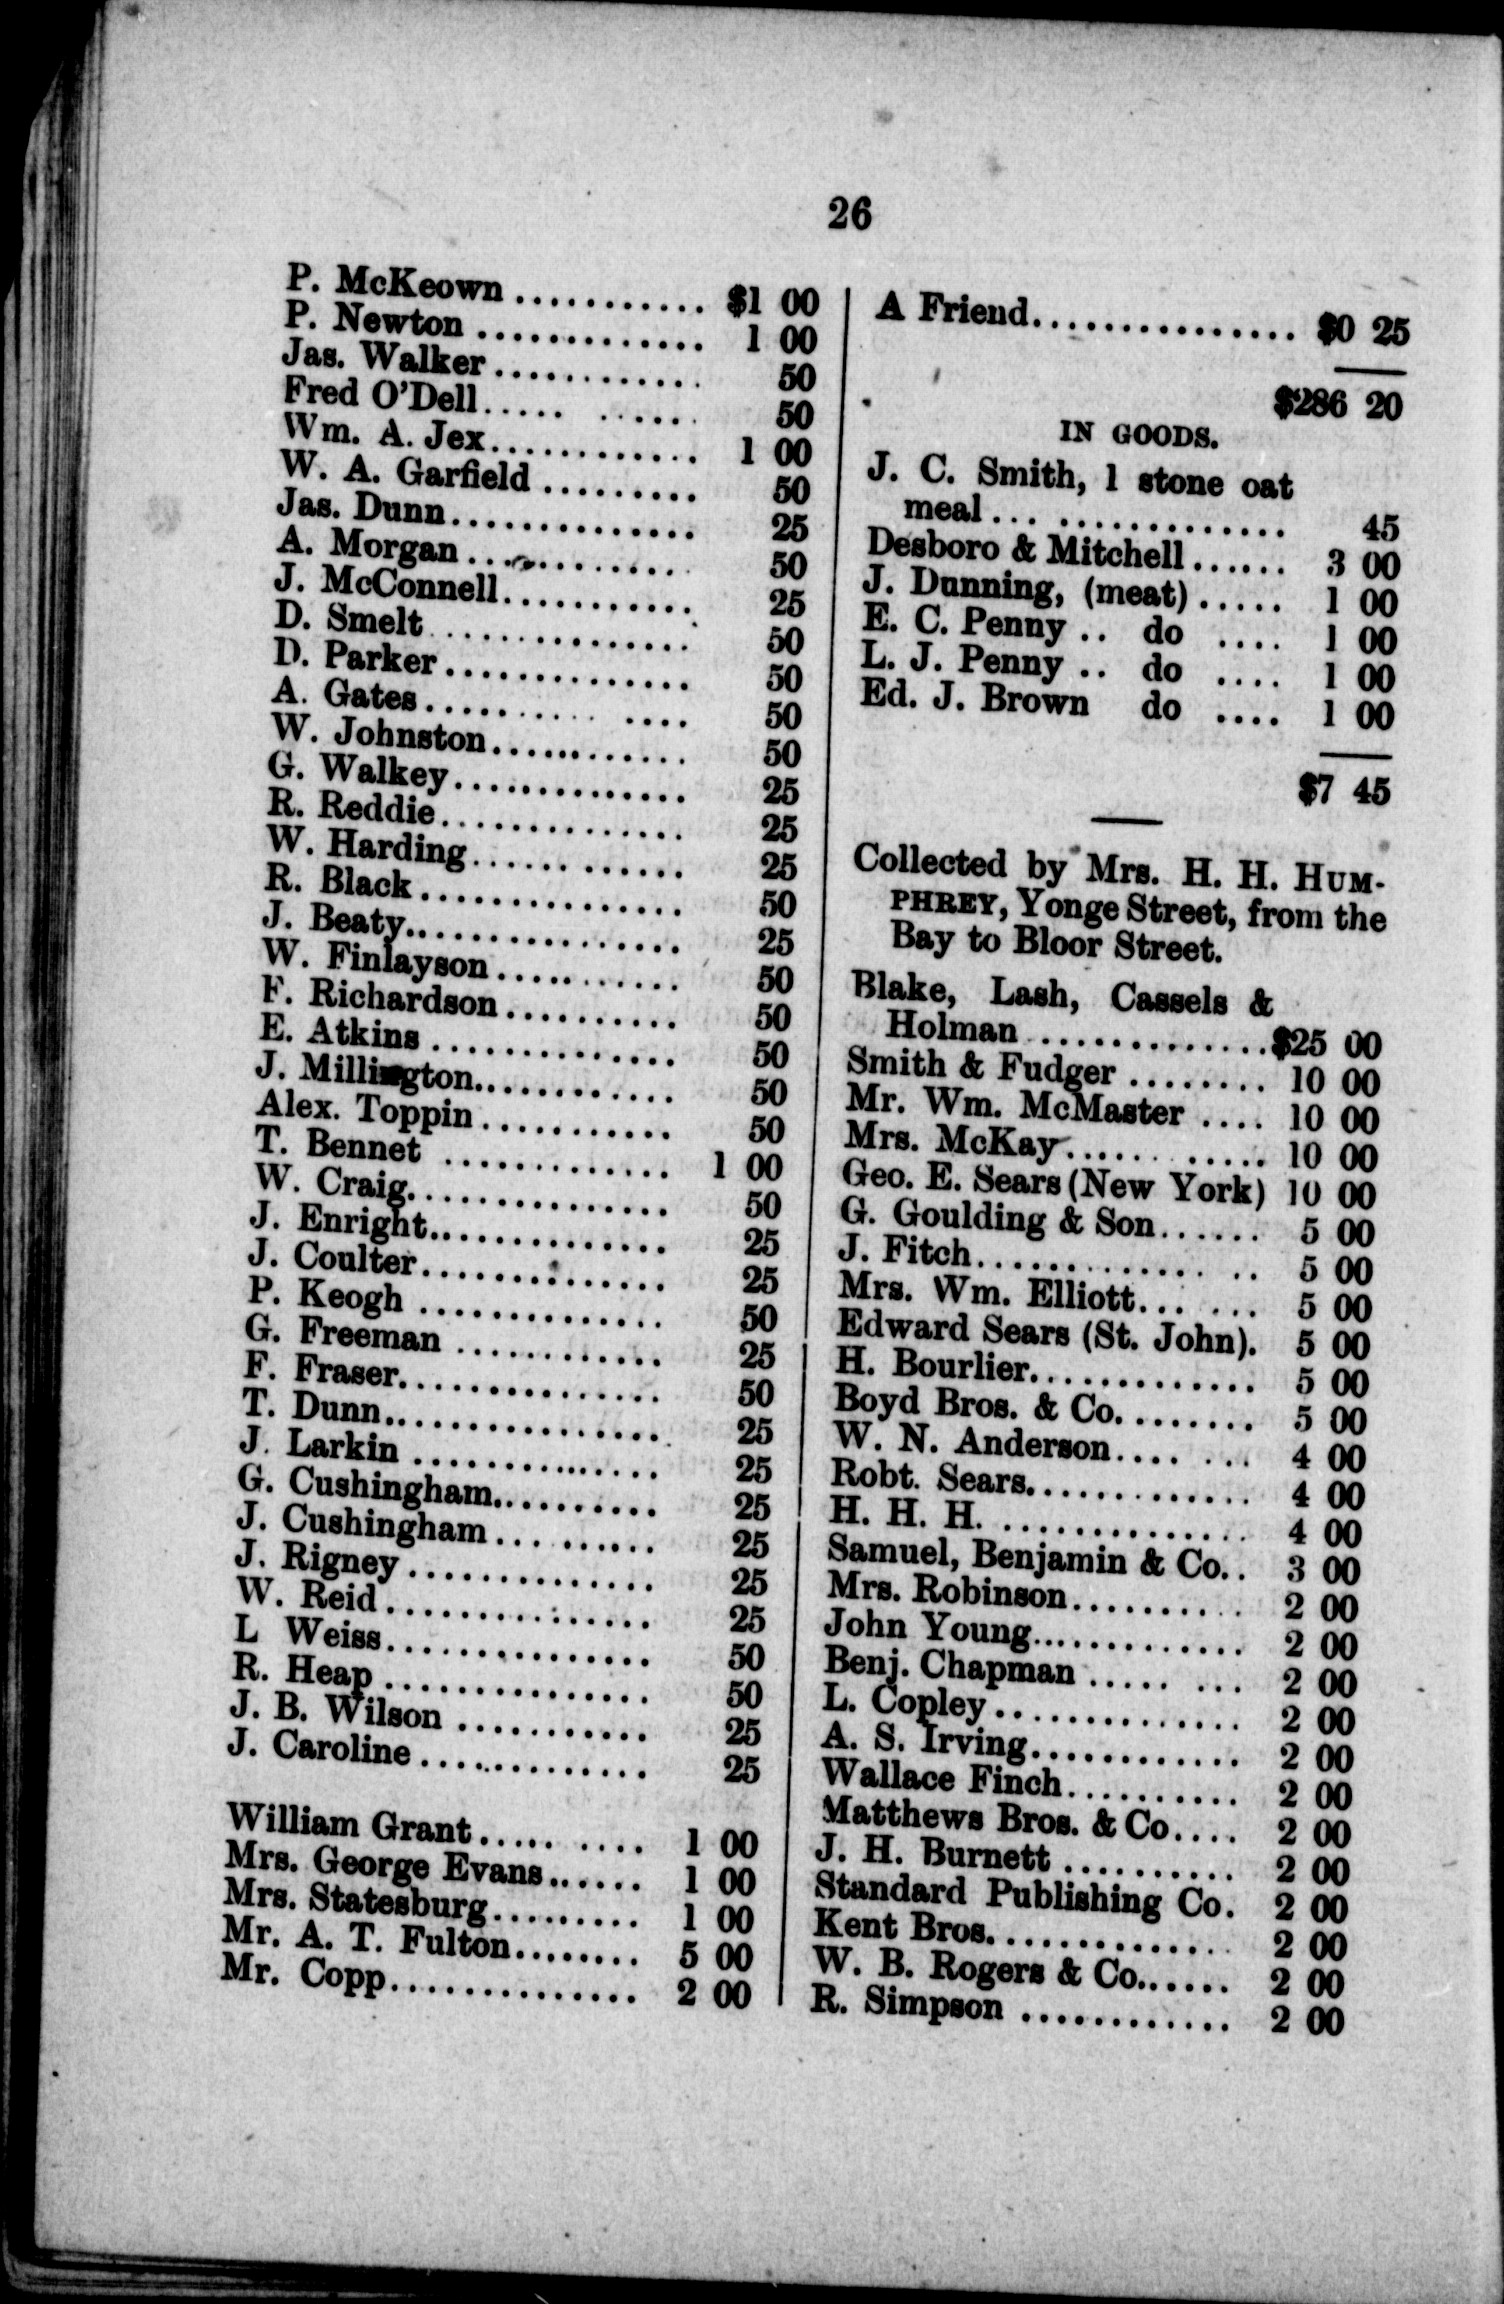 26
P. McKeown ........... $1 00
P. Newton ............. 1 00
Jas. Walker ............ 50
Fred O'Dell..... ...... 50
Wm. A. Jex............. 1 00
W. A. Garfield ......... 50
Jas. Dunn............... 25
A. Morgan ............. 50
J. McConnell........... 25
D. Smelt ............... 50
D. Parker .............. 50
A. Gates .......... .... 50
W. Johnston............ 50
G. Walkey.............. 25
R. Reddie.............. 25
W. Harding............. 25
R. Black ............... 50
J. Beaty................ 25
W. Finlayson ........... 50
F. Richardson .......... 50
E. Atkins .............. 50
J. Millington............ 50
Alex. Toppin ........... 50
T. Bennet ............. 1 00
W. Craig............... 50
J. Enright.............. 25
J. Coulter.............. 25
P. Keogh .............. 50
G. Freeman ............ 25
F. Fraser............... 50
T. Dunn................ 25
J. Larkin .............. 25
G. Cushingham.......... 25
J. Cushingham .......... 25
J. Rigney .............. 25
W. Reid ............... 25
L Weiss................ 50
R. Heap ............... 50
J. B. Wilson ........... 25
J. Caroline ............. 25
William Grant ..... .... 1 00
Mrs. George Evans...... 1 00
Mrs. Statesburg......... 1 00
Mr. A. T. Fulton........ 5 00
Mr. Copp............... 2 00
A Friend............... $0 25
$286 20
IN GOODS.
J. C. Smith, 1 stone oat
meal ... ............. 45
Desboro & Mitchell...... 3 00
J. Dunning, (meat) ..... 1 00
E. C. Penny .. do .... 1 00
L. J. Penny .. do .... 1 00
Ed. J. Brown do .... 1 00
$7 45
Collected by Mrs. H. H. HUM-
PHREY, Yonge Street, from the
Bay to Bloor Street.
Blake, Lash, Cassels &
Holman ..............$25 00
Smith & Fudger ........ 10 00
Mr. Wm. McMaster .... 10 00
Mrs. McKay............ 10 00
Geo. E. Sears (New York) 10 00
G. Goulding & Son...... 5 00
J. Fitch............. .. 5 00
Mrs. Wm. Elliott... ... 5 00
Edward Sears (St. John). 5 00
H. Bourlier............. 5 00
Boyd Bros. & Co........ 5 00
W. N. Anderson.... ... 4 00
Robt. Sears............. 4 00
H. H. H. .............. 4 00
Samuel, Benjamin & Co.. 3 00
Mrs. Robinson.......... 2 00
John Young............. 2 00
Benj. Chapman ..... ... 2 00
L. Copley .............. 2 00
A. S. Irving............ 2 00
Wallace Finch.......... 2 00
Matthews Bros. & Co.... 2 00
J. H. Burnett .......... 2 00
Standard Publishing Co. 2 00
Kent Bros.............. 2 00
W. B. Rogers & Co...... 2 00
R. Simpson ............ 2 00